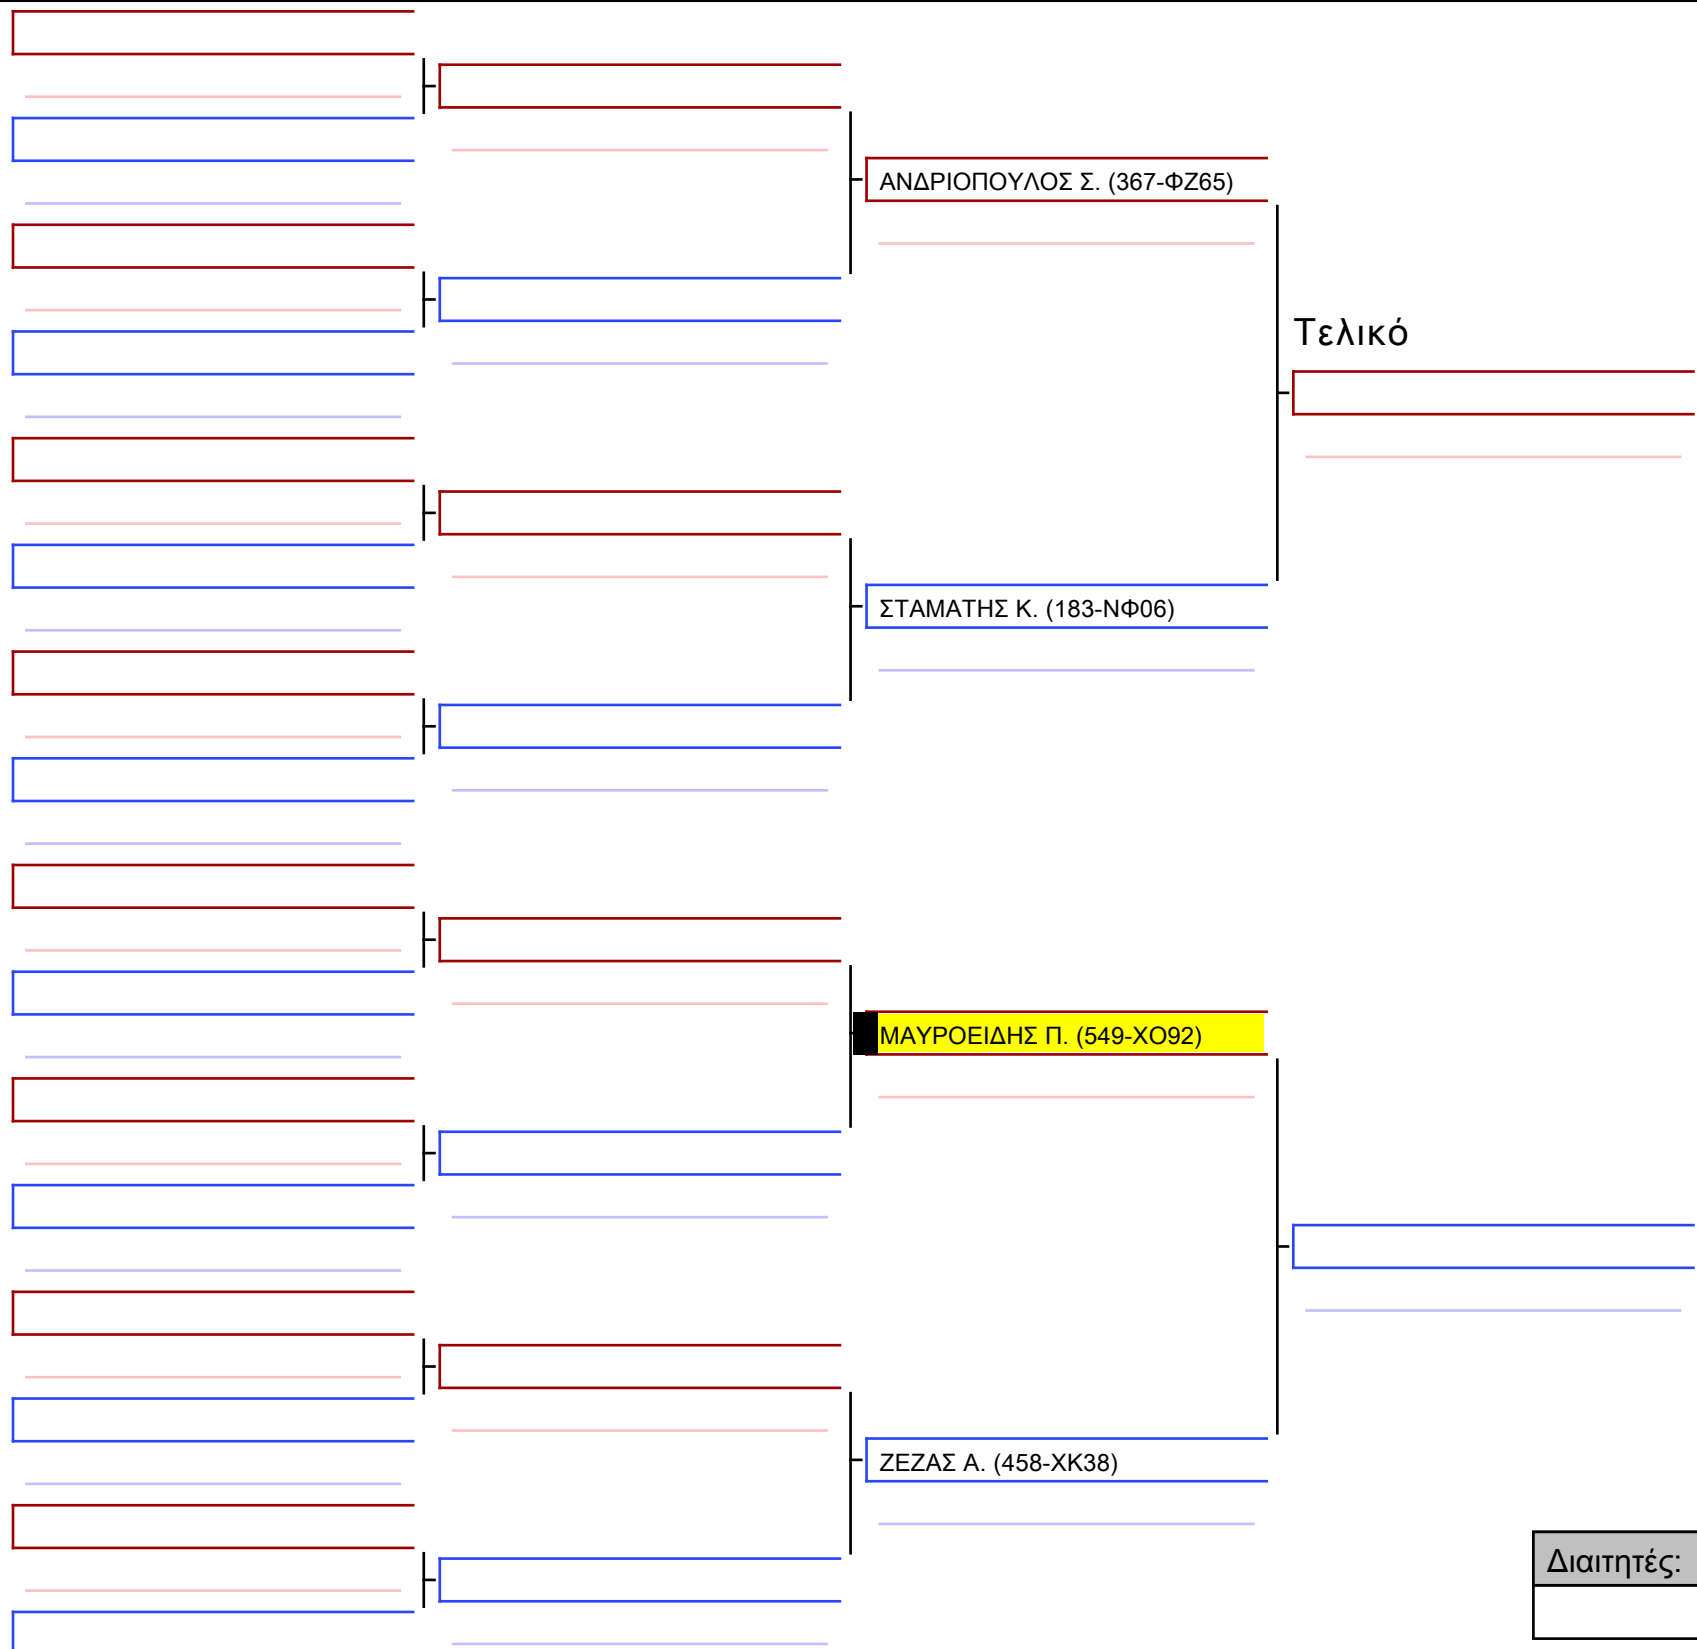 ΑΝΔΡΙΟΠΟΥΛΟΣ Σ. (367-ΦΖ65)
Τελικό
ΣΤΑΜΑΤΗΣ Κ. (183-ΝΦ06)
ΜΑΥΡΟΕΙΔΗΣ Π. (549-ΧΟ92)
ΖΕΖΑΣ Α. (458-ΧΚ38)
Διαιτητές: